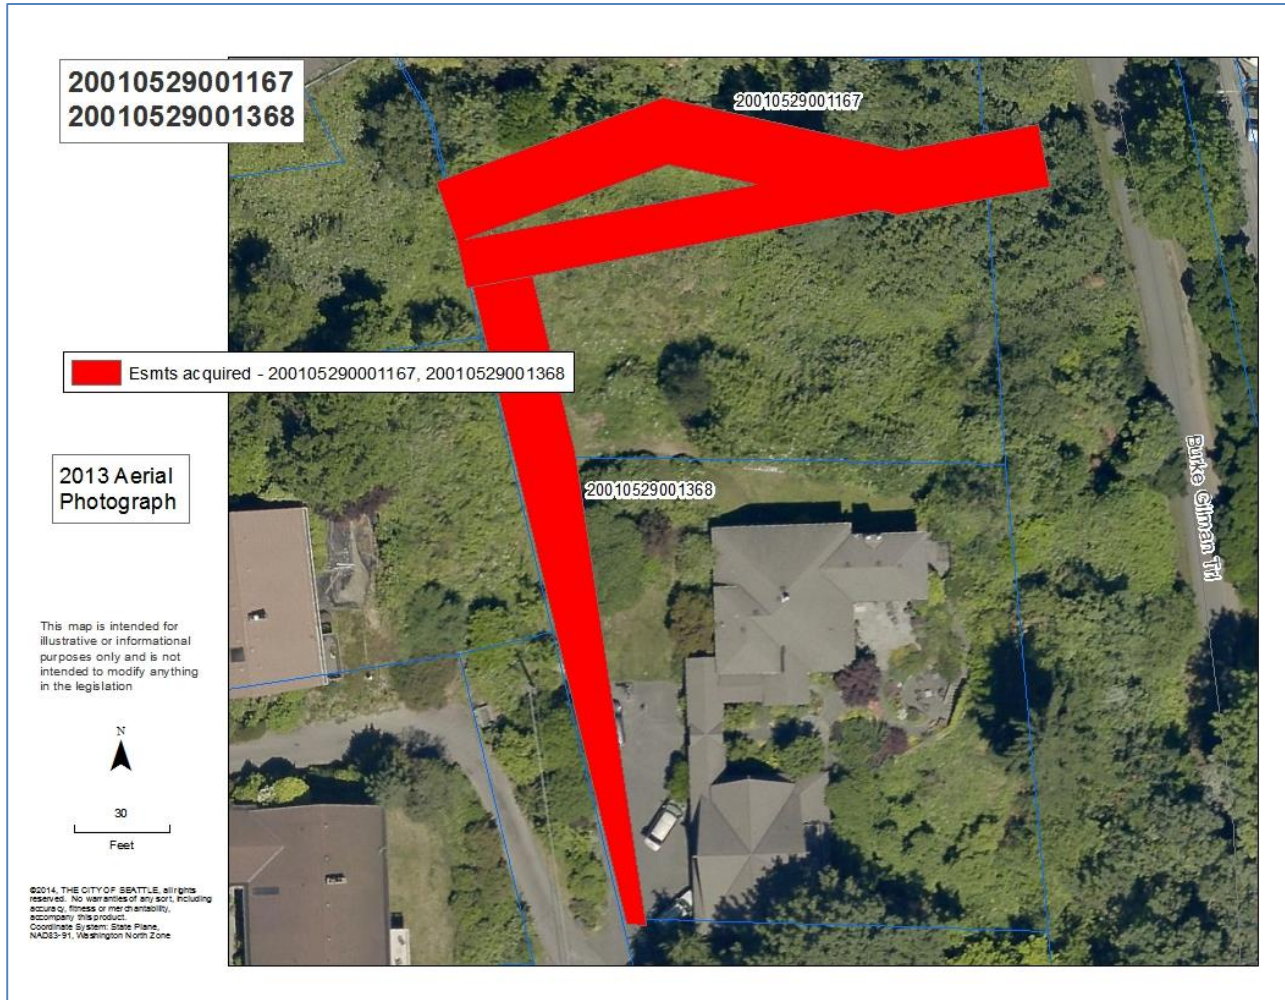 20010529001167
20010529001368
20010529001167
Esmts acquired - 200105290001167, 20010529001368
2013 Aerial
Photograph
20010529001368
Burke Gilman Trl
This map is intended for
illustrative or informational
purposes only and is not
intended to modify anything
in the legislation
N
30
Feet
©2014, THE CITY OF SEATTLE, all rights
reserved. No warranties of any sort, including
accuracy, fitness or merchantability,
accompany this product.
Coordinate System: State Plane,
NAD83-91, Washington North Zone